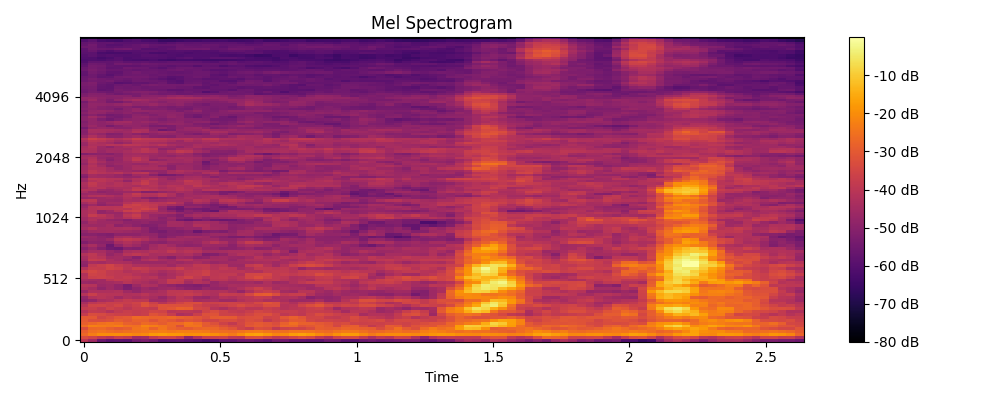 Mel Spectrogram
Hz
4096
2048
1024
512
0
0 0.5 1 1.5 2 2.5
Time
-10 dB
-20 dB
-30 dB
-40 dB
-50 dB
-60 dB
-70 dB
-80 dB